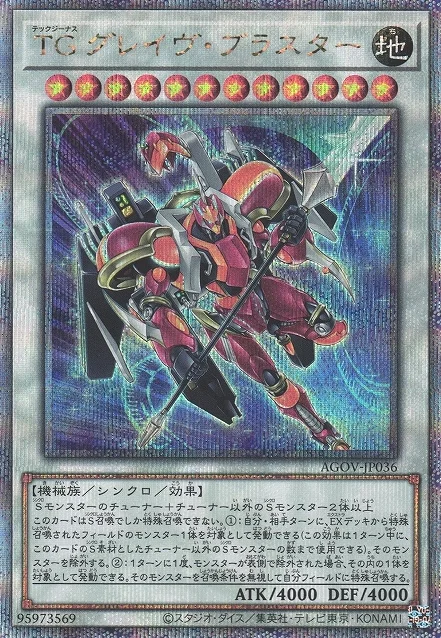 テックジーナス
TG グレイヴ・ブラスター
地
AGOV-JP036
【機械族／シンクロ／効果】
Ｓモンスターのチューナー＋チューナー以外のＳモンスター２体以上
このカードはＳ召喚でしか特殊召喚できない。①：自分・相手ターンに、EXデッキから特殊
召喚されたフィールドのモンスター１体を対象として発動できる（この効果は１ターン中に、
このカードのＳ素材としたチューナー以外のＳモンスターの数まで使用できる）。そのモン
スターを除外する。②：１ターンに１度、モンスターが表側で除外された場合、その内の１体を
対象として発動できる。そのモンスターを召喚条件を無視して自分フィールドに特殊召喚する。
ATK/4000 DEF/4000
95973569 ©スタジオ・ダイス／集英社・テレビ東京・KONAMI